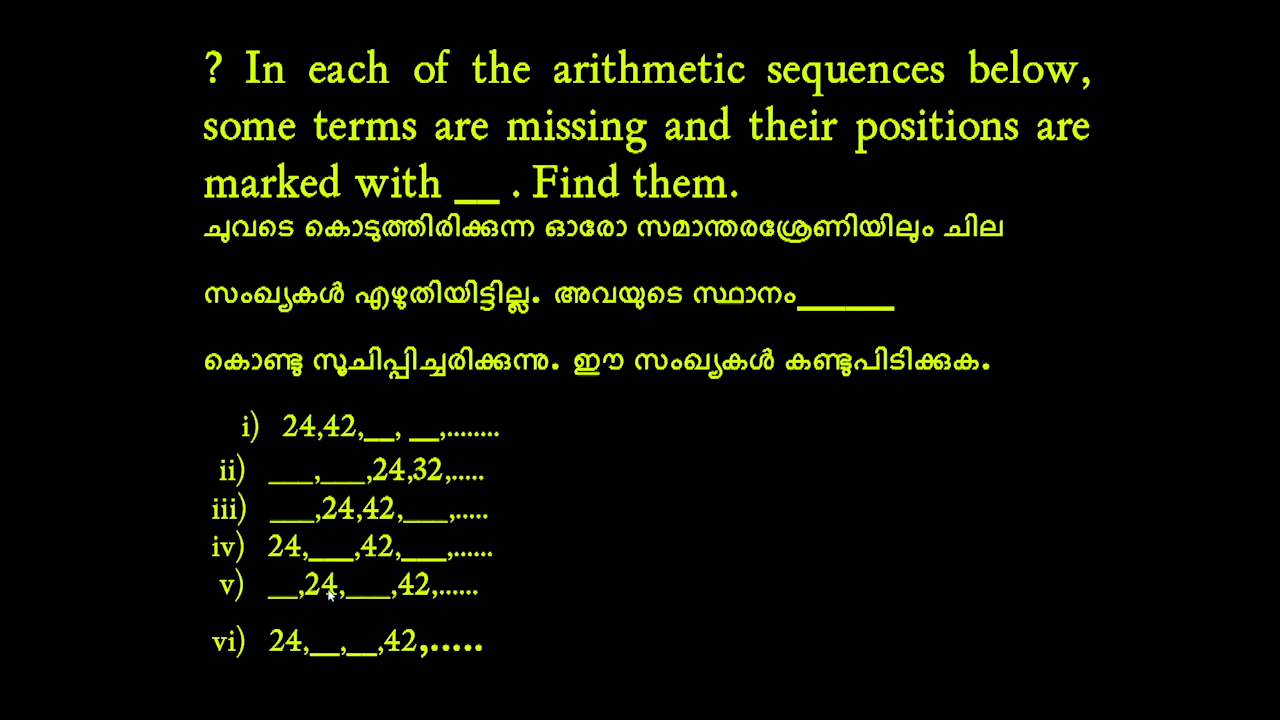 ? In each of the arithmetic sequences below,
some terms are missing and their positions are
marked with __ . Find them.
ചുവടെ കൊടുത്തിരിക്കുന്ന ഓരോ സമാന്തരശ്രേണിയിലും ചില
സംഖ്യകൾ എഴുതിയിട്ടില്ല. അവയുടെ സ്ഥാനം_____
കൊണ്ടു സൂചിപ്പിച്ചരിക്കുന്നു. ഈ സംഖ്യകൾ കണ്ടുപിടിക്കുക.
i) 24,42,__, __,........
ii) ___,___,24,32,.....
iii) ___,24,42,___,.....
iv) 24,___,42,___,......
v) __,24,___,42,......
vi) 24,__,__,42,.....